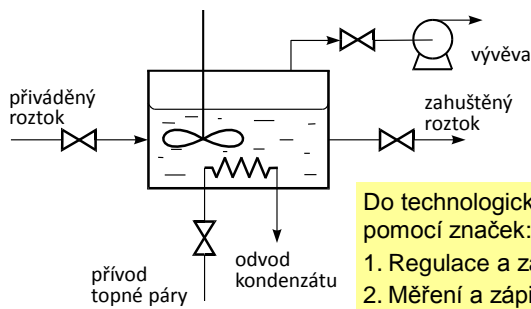 vývěva
přiváděný
roztok
zahuštěný
roztok
přívod
topné páry
odvod
kondenzátu
Do technologick
pomocí značek:
1. Regulace a zá
2. Měření a zápi